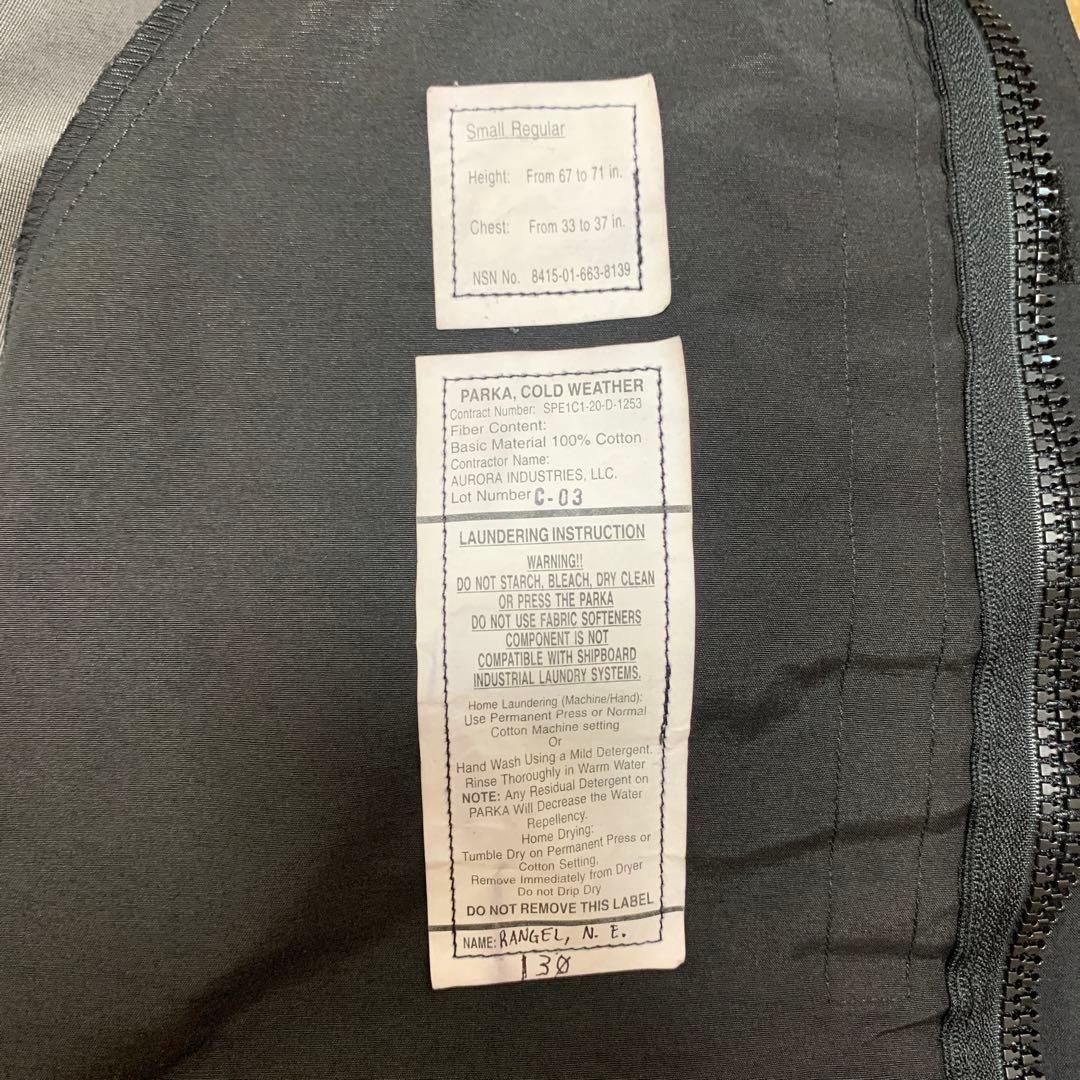 Small Regular
Height: From 67 to 71 in.
Chest: From 33 to 37 in.
NSN No. 8415-01-663-8139
PARKA, COLD WEATHER
Contract Number: SPE1C1-20-D-1253
Fiber Content:
Basic Material 100% Cotton
Contractor Name:
AURORA INDUSTRIES, LLC.
Lot Number C-03
LAUNDERING INSTRUCTION
WARNING!!
DO NOT STARCH, BLEACH, DRY CLEAN
OR PRESS THE PARKA
DO NOT USE FABRIC SOFTENERS
COMPONENT IS NOT
COMPATIBLE WITH SHIPBOARD
INDUSTRIAL LAUNDRY SYSTEMS.
Home Laundering (Machine/Hand):
Use Permanent Press or Normal
Cotton Machine setting
Or
Hand Wash Using a Mild Detergent.
Rinse Thoroughly in Warm Water
NOTE: Any Residual Detergent on
PARKA Will Decrease the Water
Repellency.
Home Drying:
Tumble Dry on Permanent Press or
Cotton Setting,
Remove Immediately from Dryer
Do not Drip Dry
DO NOT REMOVE THIS LABEL
NAME: RANGEL, N. E.
130